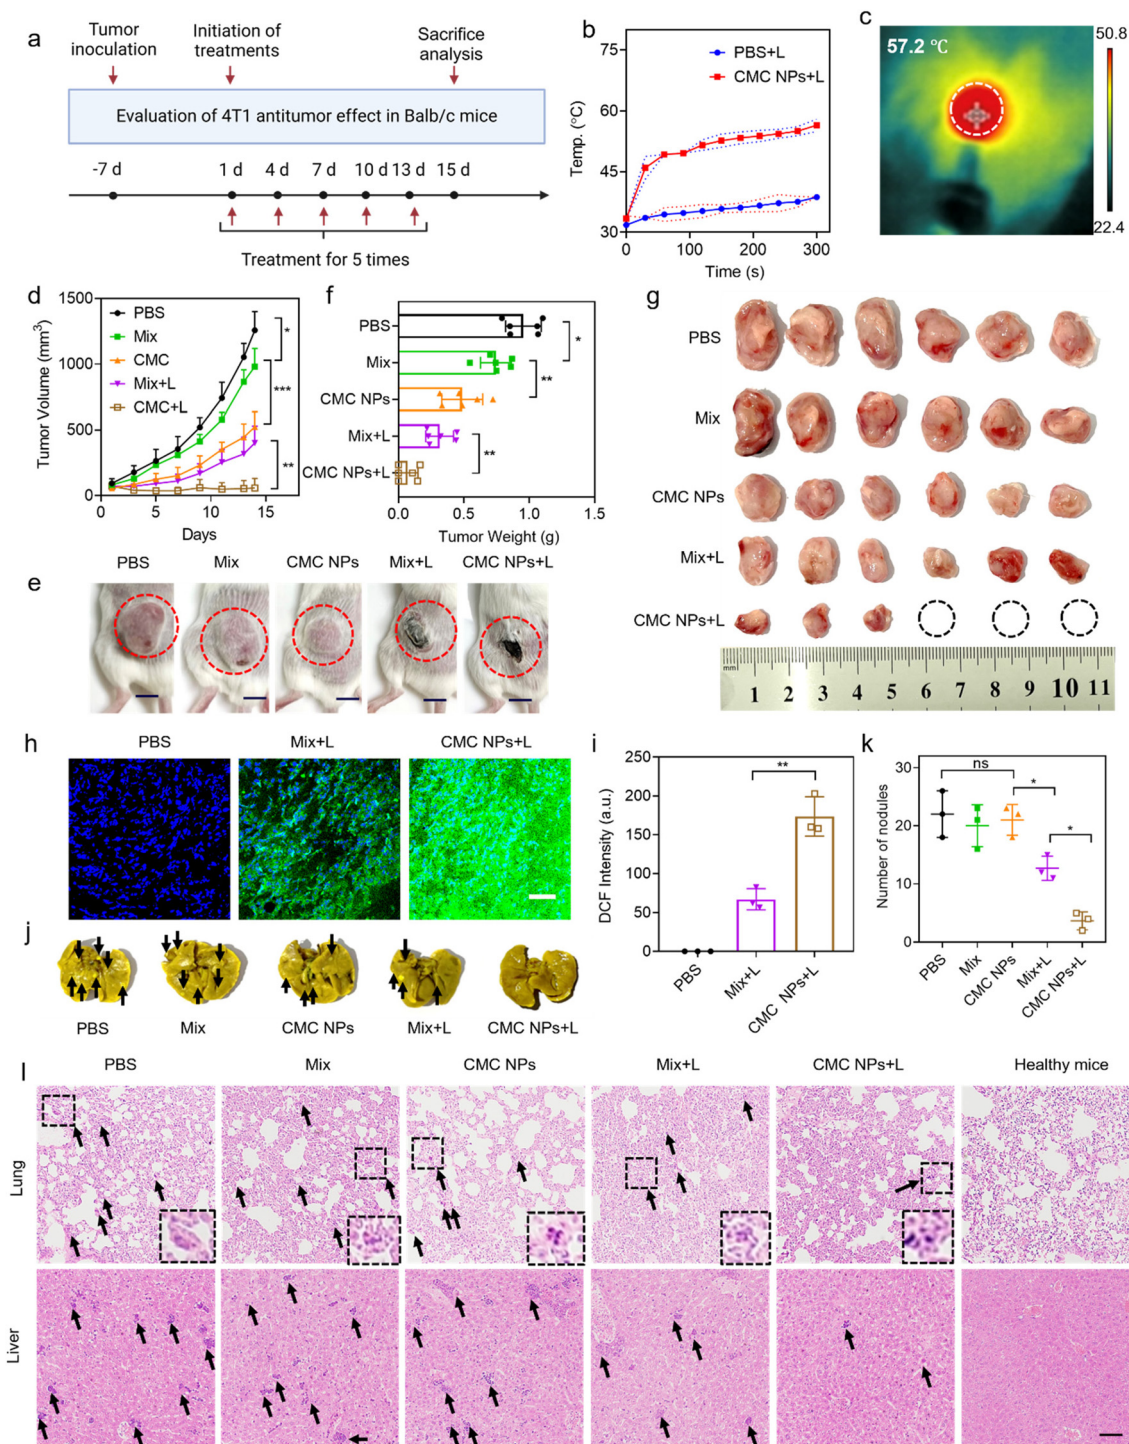 a
Tumor
inoculation
Initiation of
treatments
Sacrifice
analysis
Evaluation of 4T1 antitumor effect in Balb/c mice
-7 d
1 d
4 d
7 d
10 d
13 d
15 d
Treatment for 5 times
b
75
60
45
30
Temp. (°C)
PBS+L
CMC NPs+L
0
100
200
300
Time (s)
c
57.2 °C
50.8
22.4
d
1500
1000
500
0
Tumor Volume (mm³)
PBS
Mix
CMC
Mix+L
CMC+L
*
***
**
0
5
10
15
20
Days
f
PBS
Mix
CMC NPs
Mix+L
CMC NPs+L
*
**
**
0.0
0.5
1.0
1.5
Tumor Weight (g)
g
PBS
Mix
CMC NPs
Mix+L
CMC NPs+L
mm
1 2 3 4 5 6 7 8 9 10 11
e
PBS
Mix
CMC NPs
Mix+L
CMC NPs+L
h
PBS
Mix+L
CMC NPs+L
i
250
200
150
100
50
0
DCF Intensity (a.u.)
**
PBS
Mix+L
CMC NPs+L
k
30
20
10
0
Number of nodules
ns
*
*
PBS
Mix
CMC NPs
Mix+L
CMC NPs+L
j
PBS
Mix
CMC NPs
Mix+L
CMC NPs+L
l
PBS
Mix
CMC NPs
Mix+L
CMC NPs+L
Healthy mice
Lung
Liver